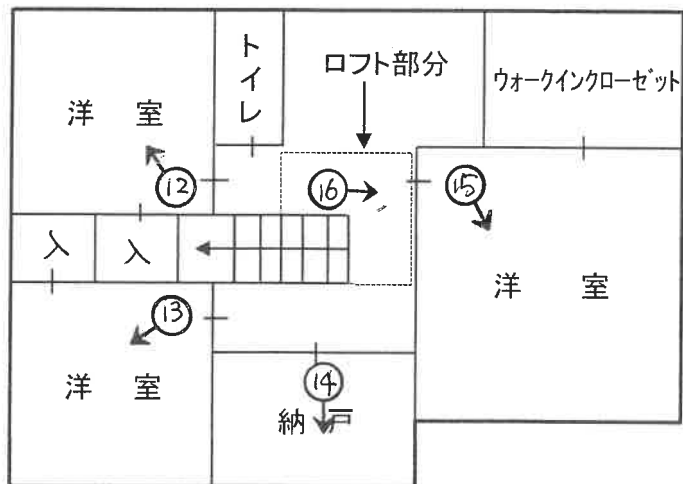 トイレ
ロフト部分
ウォークインクローゼット
洋 室
12
16
15
入
入
洋 室
13
洋 室
14
納 戸